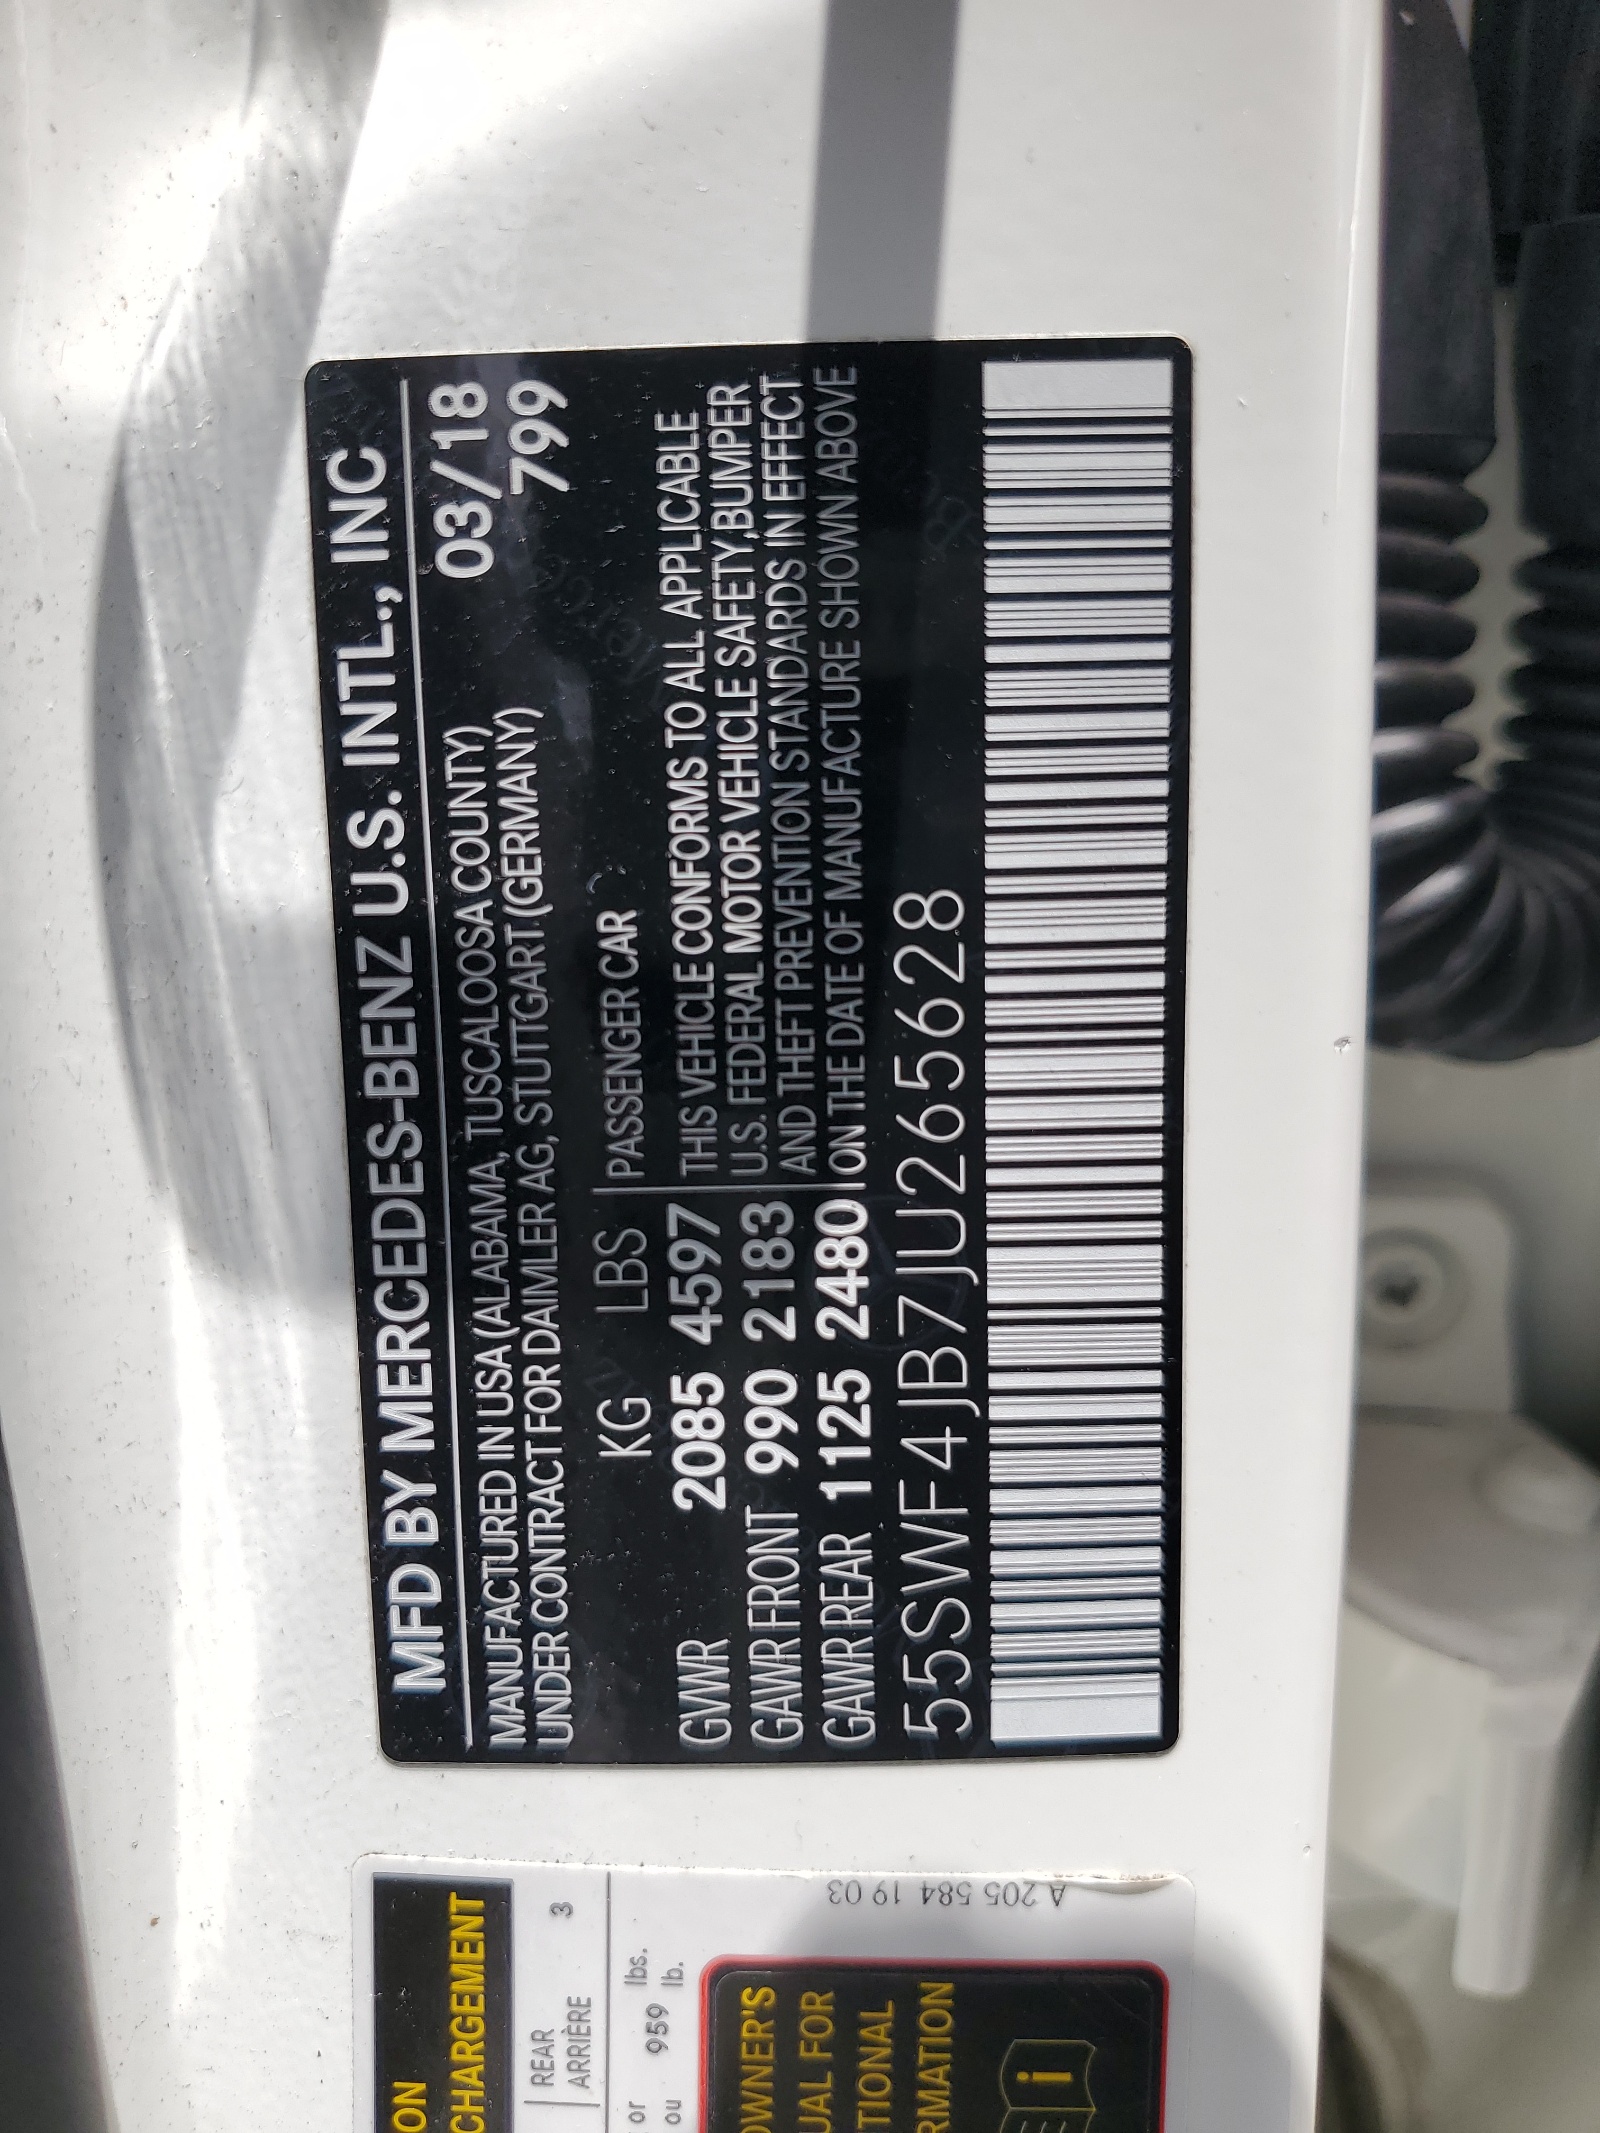 MFD BY MERCEDES-BENZ U.S. INTL., INC
MANUFACTURED IN USA (ALABAMA, TUSCALOOSA COUNTY) 03/18
UNDER CONTRACT FOR DAIMLER AG, STUTTGART (GERMANY) 799
KG LBS PASSENGER CAR
GVWR 2085 4597 THIS VEHICLE CONFORMS TO ALL APPLICABLE
U.S. FEDERAL MOTOR VEHICLE SAFETY,BUMPER
GAWR FRONT 990 2183 AND THEFT PREVENTION STANDARDS IN EFFECT
GAWR REAR 1125 2480 ON THE DATE OF MANUFACTURE SHOWN ABOVE
55SWF4JB7JU265628
ON
CHARGEMENT
REAR
ARRIÈRE 3
or lbs.
ou 959 lb.
OWNER'S
UAL FOR
TIONAL
RMATION
i
A 205 584 19 03